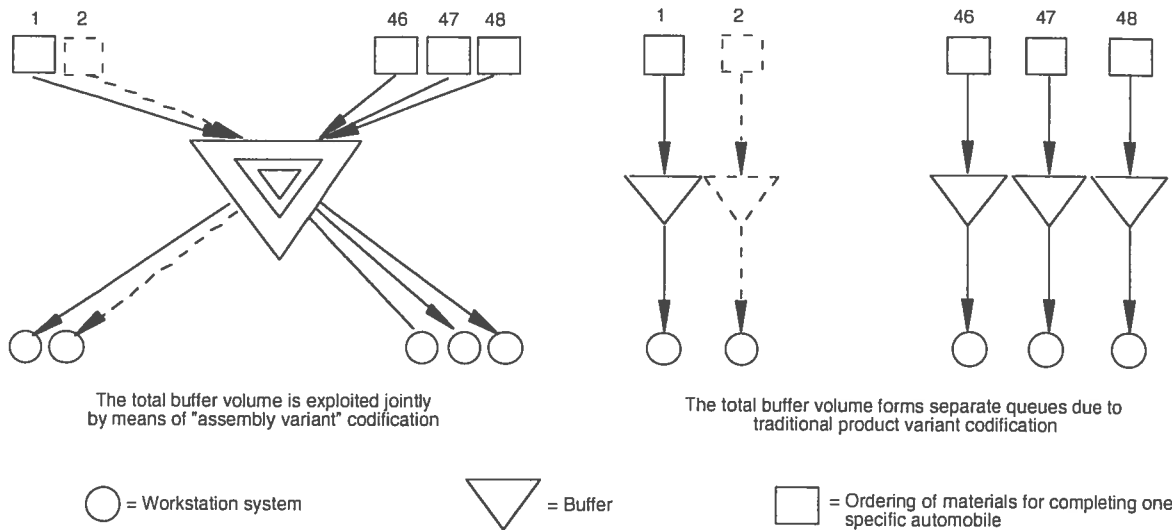 1 2 46 47 48
1 2 46 47 48
The total buffer volume is exploited jointly
by means of "assembly variant" codification
The total buffer volume forms separate queues due to
traditional product variant codification
= Workstation system
= Buffer
= Ordering of materials for completing one
specific automobile